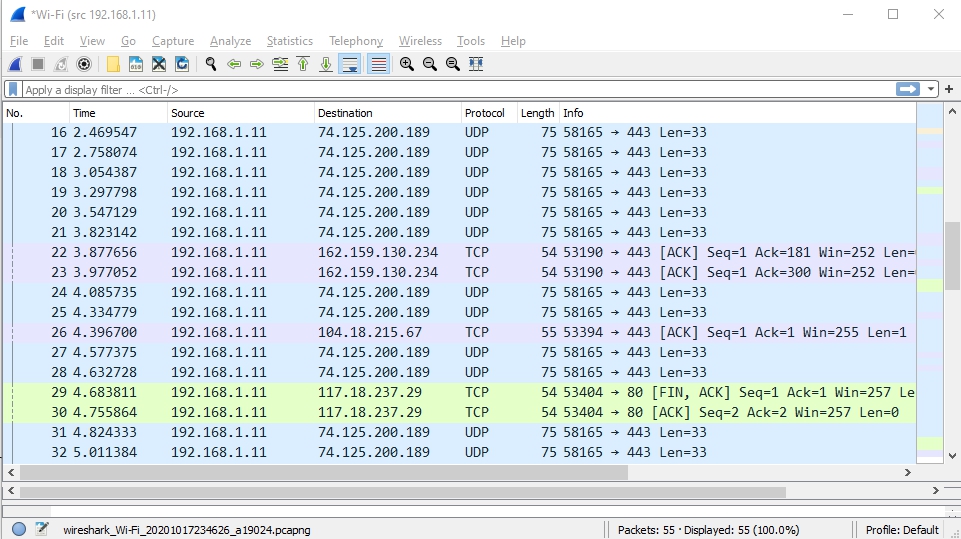 *Wi-Fi (src 192.168.1.11)
File Edit View Go Capture Analyze Statistics Telephony Wireless Tools Help
Apply a display filter ... <Ctrl-/>
No. Time Source Destination Protocol Length Info
16 2.469547 192.168.1.11 74.125.200.189 UDP 75 58165 → 443 Len=33
17 2.758074 192.168.1.11 74.125.200.189 UDP 75 58165 → 443 Len=33
18 3.054387 192.168.1.11 74.125.200.189 UDP 75 58165 → 443 Len=33
19 3.297798 192.168.1.11 74.125.200.189 UDP 75 58165 → 443 Len=33
20 3.547129 192.168.1.11 74.125.200.189 UDP 75 58165 → 443 Len=33
21 3.823142 192.168.1.11 74.125.200.189 UDP 75 58165 → 443 Len=33
22 3.877656 192.168.1.11 162.159.130.234 TCP 54 53190 → 443 [ACK] Seq=1 Ack=181 Win=252 Len=
23 3.977052 192.168.1.11 162.159.130.234 TCP 54 53190 → 443 [ACK] Seq=1 Ack=300 Win=252 Len=
24 4.085735 192.168.1.11 74.125.200.189 UDP 75 58165 → 443 Len=33
25 4.334779 192.168.1.11 74.125.200.189 UDP 75 58165 → 443 Len=33
26 4.396700 192.168.1.11 104.18.215.67 TCP 55 53394 → 443 [ACK] Seq=1 Ack=1 Win=255 Len=1
27 4.577375 192.168.1.11 74.125.200.189 UDP 75 58165 → 443 Len=33
28 4.632728 192.168.1.11 74.125.200.189 UDP 75 58165 → 443 Len=33
29 4.683811 192.168.1.11 117.18.237.29 TCP 54 53404 → 80 [FIN, ACK] Seq=1 Ack=1 Win=257 Le
30 4.755864 192.168.1.11 117.18.237.29 TCP 54 53404 → 80 [ACK] Seq=2 Ack=2 Win=257 Len=0
31 4.824333 192.168.1.11 74.125.200.189 UDP 75 58165 → 443 Len=33
32 5.011384 192.168.1.11 74.125.200.189 UDP 75 58165 → 443 Len=33
wireshark_Wi-Fi_20201017234626_a19024.pcapng Packets: 55 · Displayed: 55 (100.0%) Profile: Default